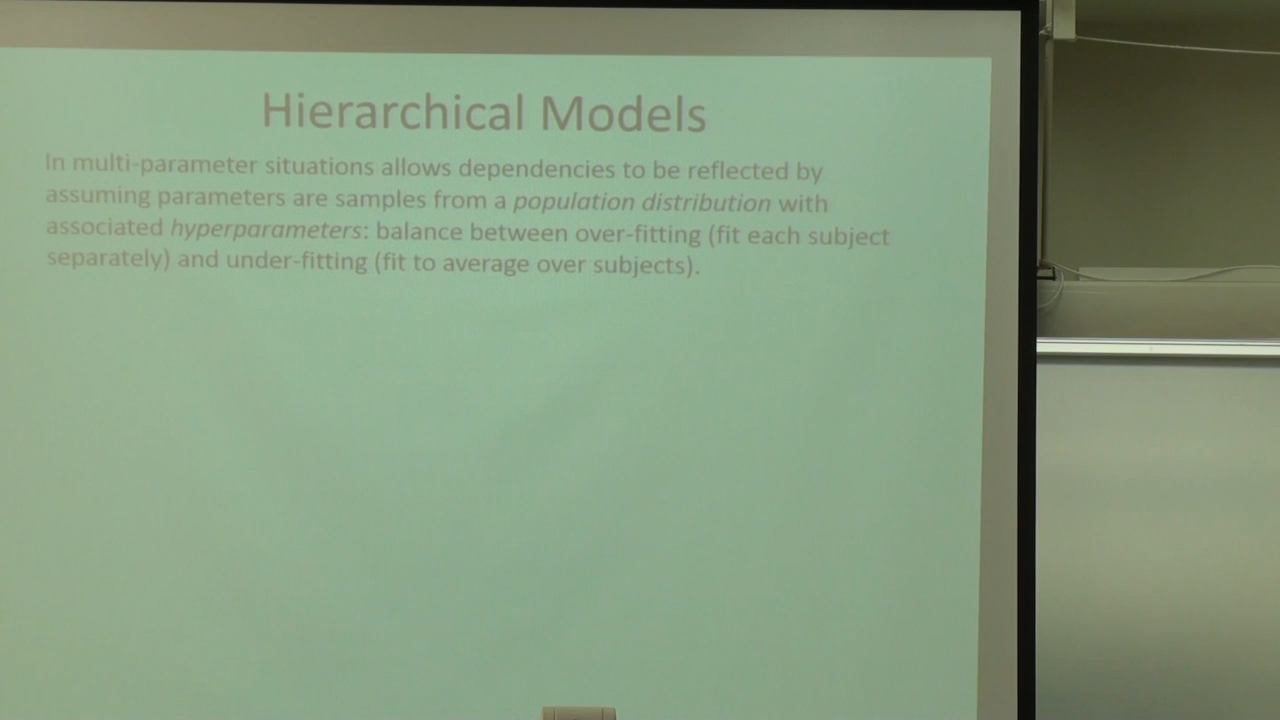 Hierarchical Models
In multi-parameter situations allows dependencies to be reflected by
assuming parameters are samples from a population distribution with
associated hyperparameters: balance between over-fitting (fit each subject
separately) and under-fitting (fit to average over subjects).